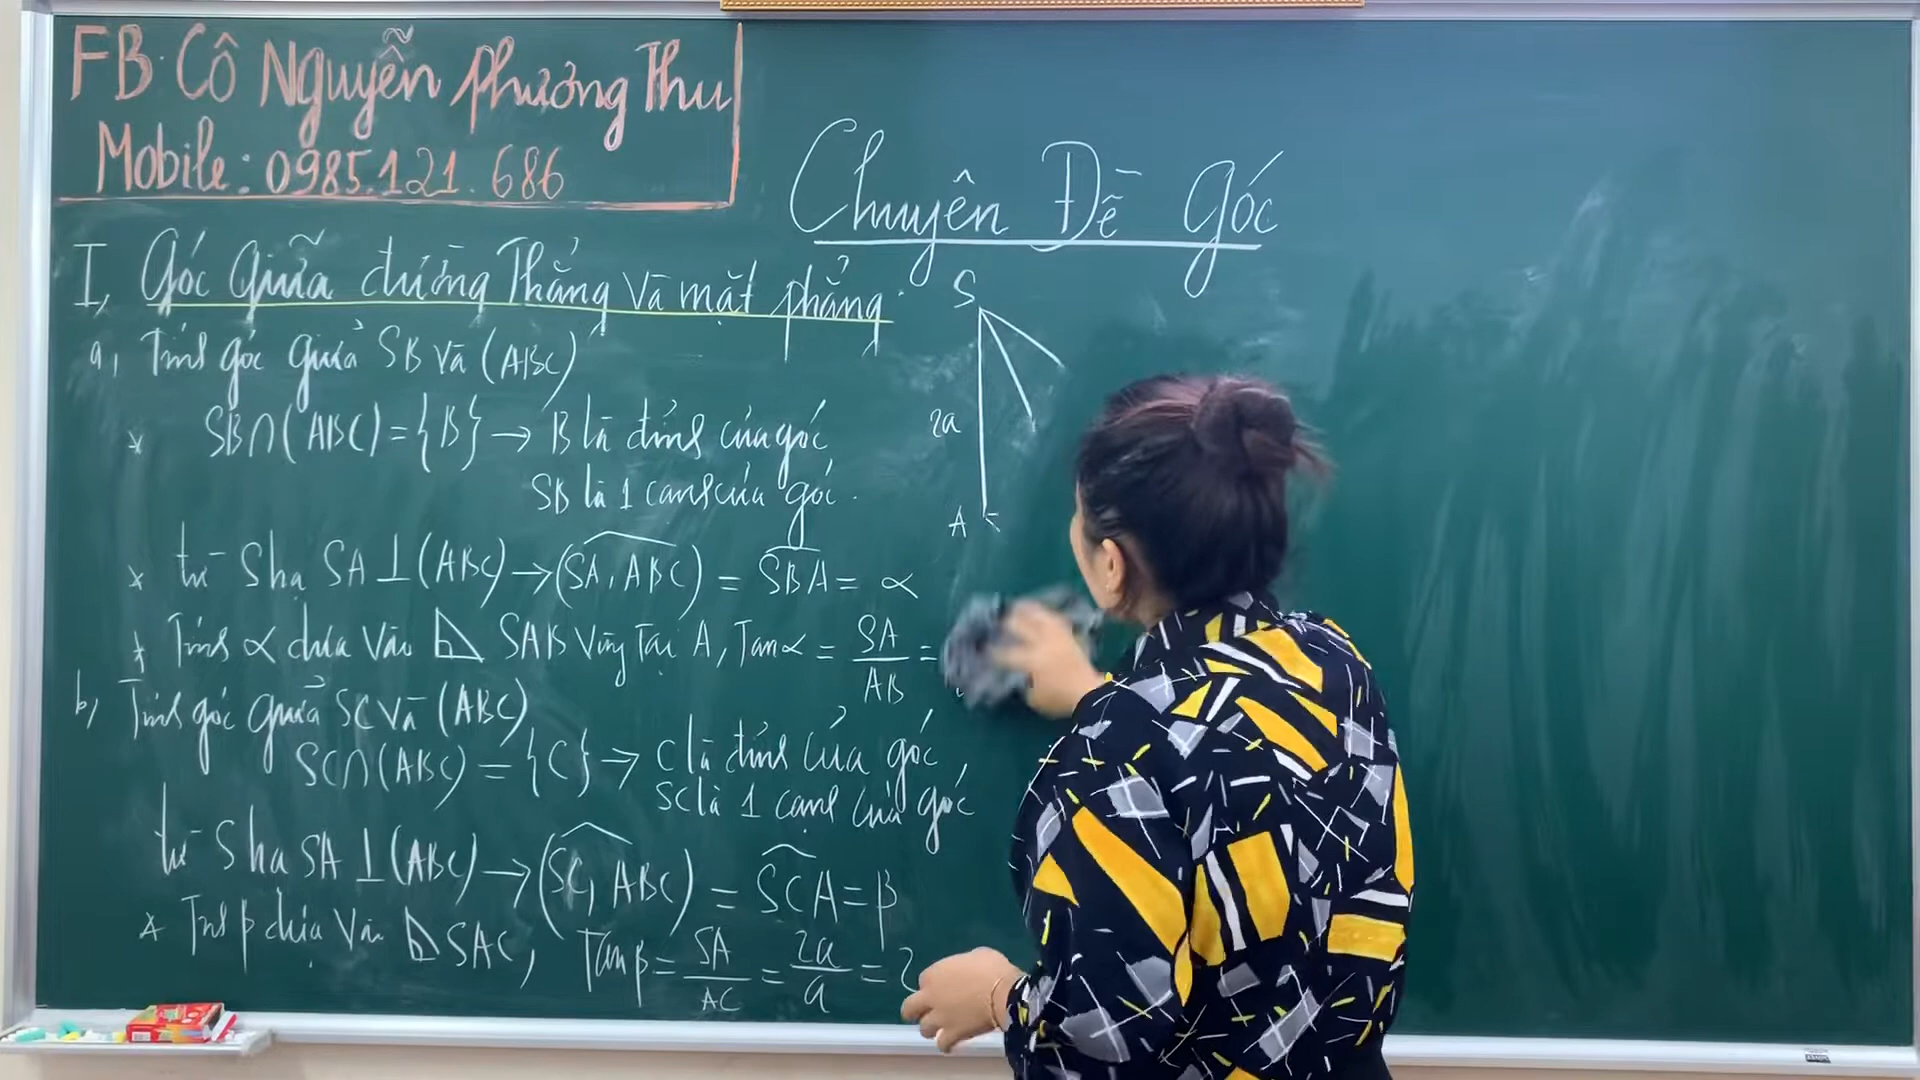 FB: Cô Nguyễn Phương Thu
Mobile: 0985.121.686
Chuyên Đề Góc
I, Góc Giữa đường Thẳng và mặt phẳng
a, Tính góc giữa SB và (ABC)
* SB∩(ABC)={B} → B là đỉnh của góc
SB là 1 cạnh của góc.
* từ S hạ SA⊥(ABC)→(SA, ABC) = SBA = α
* Tính α dựa vào ◺ SAB vuông tại A, Tanα = SA/AB =
b, Tính góc giữa SC và (ABC)
SC∩(ABC) = {C} → C là đỉnh của góc,
SC là 1 cạnh của góc
từ S hạ SA⊥(ABC) → (SC, ABC) = SCA = β
* Tính β dựa vào ◺ SAC, Tanβ = SA/AC = 2a/a = 2
S
2a
A